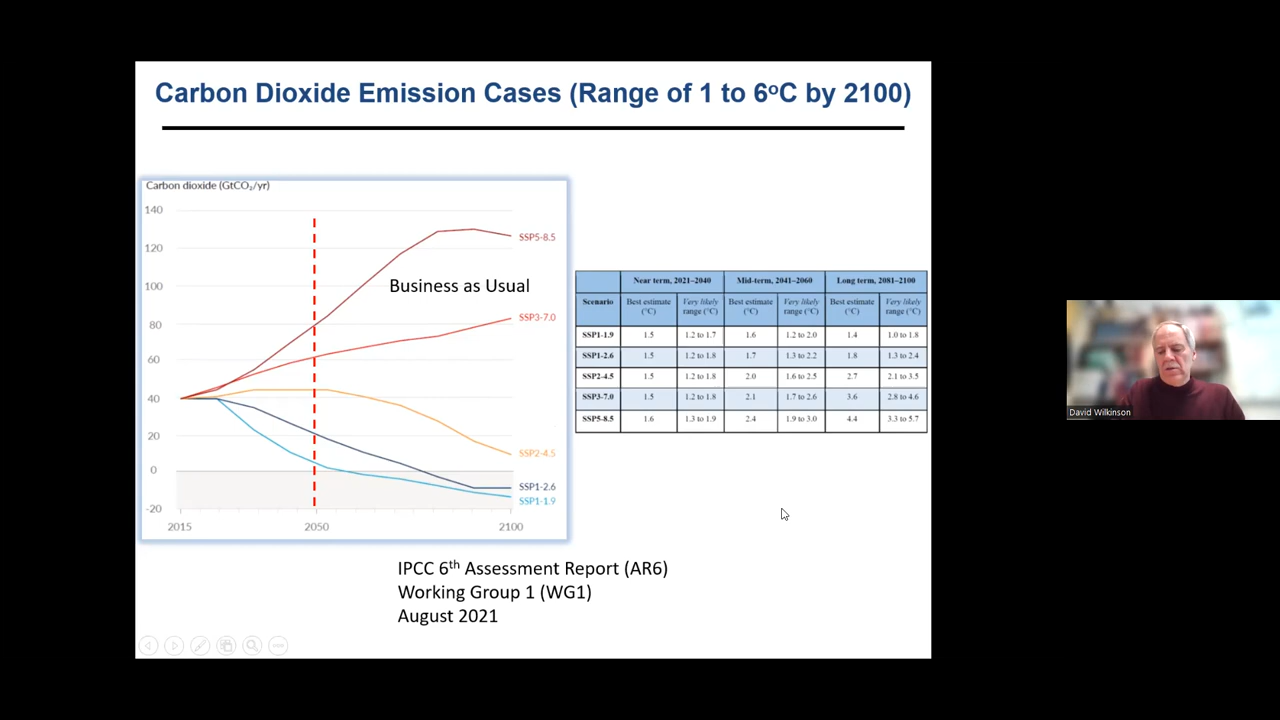 Carbon Dioxide Emission Cases (Range of 1 to 6ºC by 2100)
Carbon dioxide (GtCO₂/yr)
140
120
100
80
60
40
20
0
-20
2015 2050 2100
SSP5-8.5
Business as Usual
SSP3-7.0
SSP2-4.5
SSP1-2.6
SSP1-1.9
Near term, 2021–2040 Mid-term, 2041–2060 Long term, 2081–2100
Scenario Best estimate (°C) Very likely range (°C) Best estimate (°C) Very likely range (°C) Best estimate (°C) Very likely range (°C)
SSP1-1.9 1.5 1.2 to 1.7 1.6 1.2 to 2.0 1.4 1.0 to 1.8
SSP1-2.6 1.5 1.2 to 1.8 1.7 1.3 to 2.2 1.8 1.3 to 2.4
SSP2-4.5 1.5 1.2 to 1.8 2.0 1.6 to 2.5 2.7 2.1 to 3.5
SSP3-7.0 1.5 1.2 to 1.8 2.1 1.7 to 2.6 3.6 2.8 to 4.6
SSP5-8.5 1.6 1.3 to 1.9 2.4 1.9 to 3.0 4.4 3.3 to 5.7
IPCC 6th Assessment Report (AR6)
Working Group 1 (WG1)
August 2021
David Wilkinson